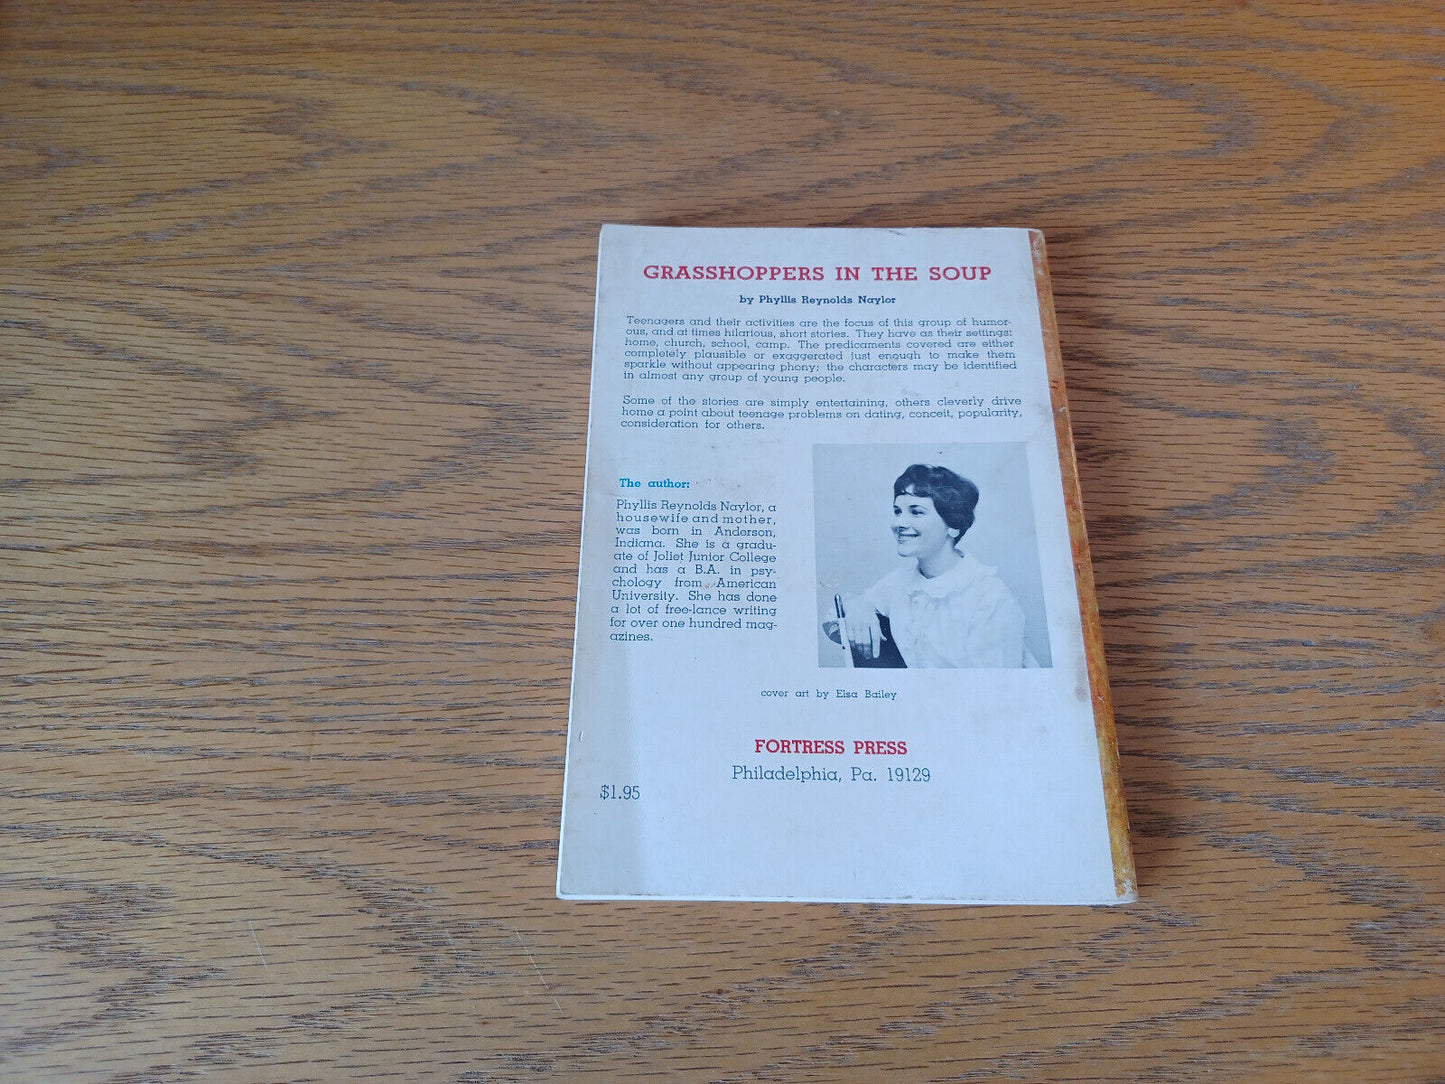 GRASSHOPPERS IN THE SOUP
by Phyllis Reynolds Naylor
Teenagers and their activities are the focus of this group of humor-
ous, and at times hilarious, short stories. They have as their settings:
home, church, school, camp. The predicaments covered are either
completely plausible or exaggerated just enough to make them
sparkle without appearing phony; the characters may be identified
in almost any group of young people.
Some of the stories are simply entertaining, others cleverly drive
home a point about teenage problems on dating, conceit, popularity,
consideration for others.
The author:
Phyllis Reynolds Naylor, a
housewife and mother,
was born in Anderson,
Indiana. She is a gradu-
ate of Joliet Junior College
and has a B.A. in psy-
chology from American
University. She has done
a lot of free-lance writing
for over one hundred mag-
azines.
cover art by Elsa Bailey
FORTRESS PRESS
Philadelphia, Pa. 19129
$1.95